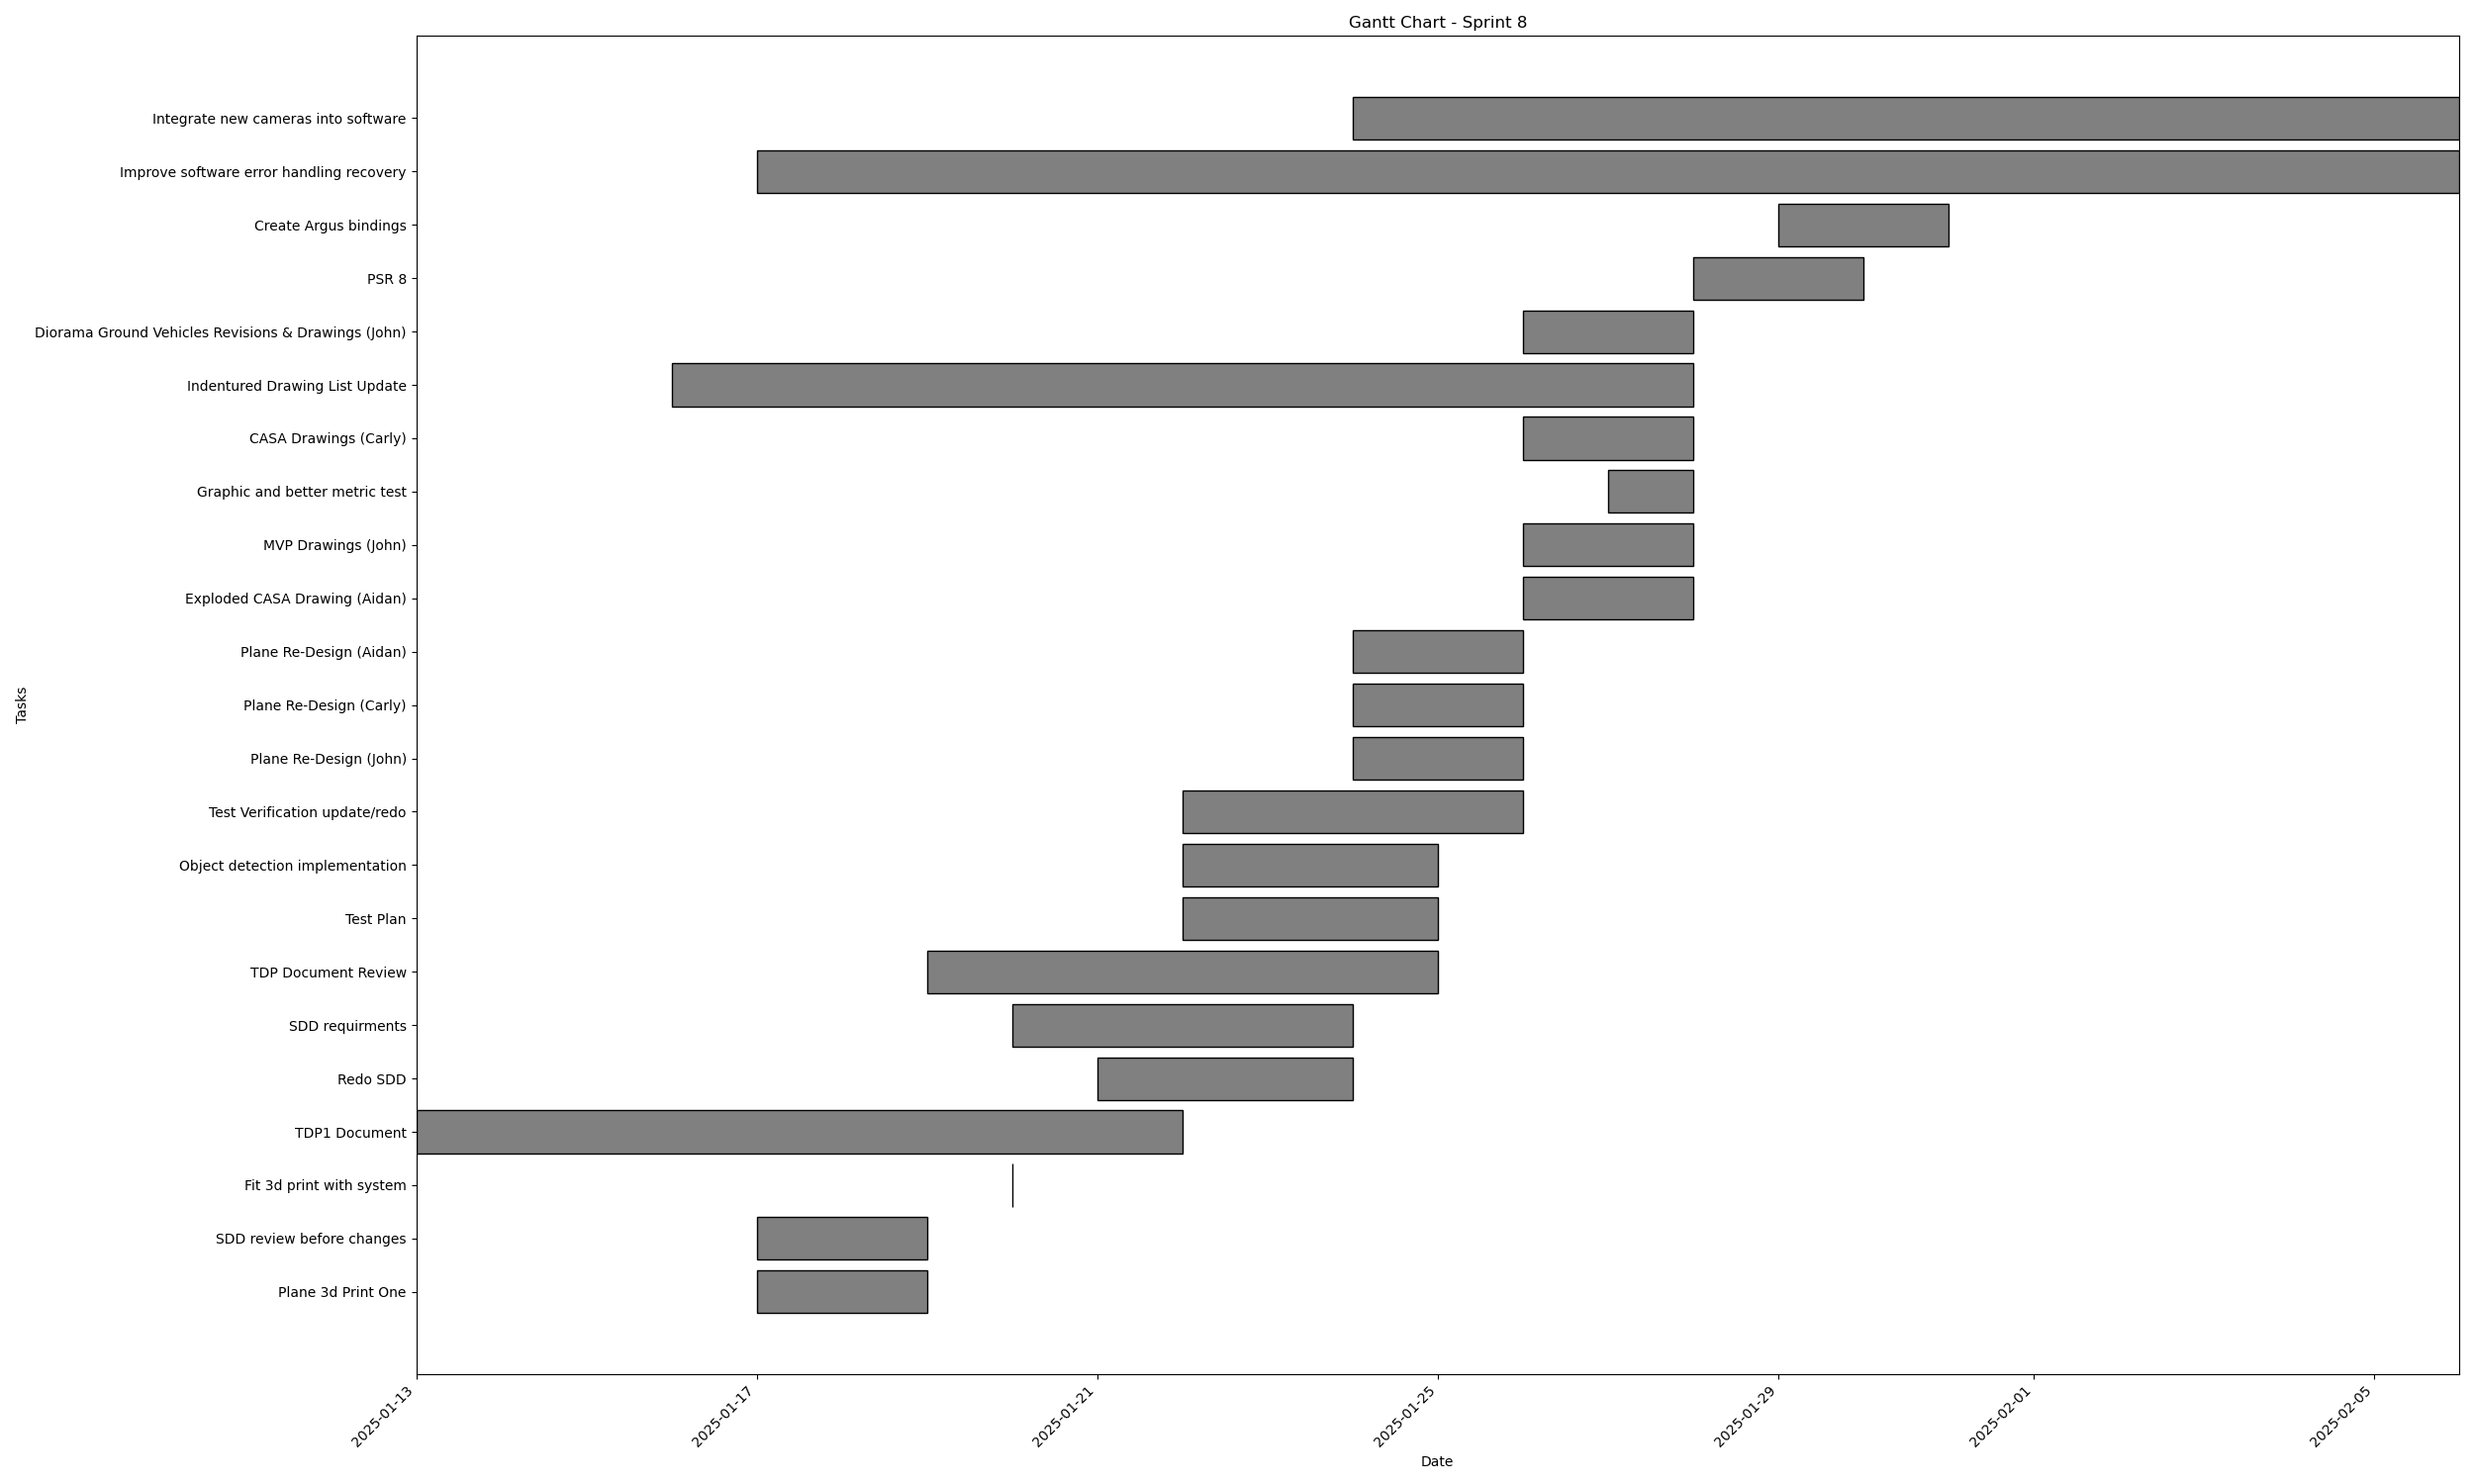 Gantt Chart - Sprint 8
Integrate new cameras into software
Improve software error handling recovery
Create Argus bindings
PSR 8
Diorama Ground Vehicles Revisions & Drawings (John)
Indentured Drawing List Update
CASA Drawings (Carly)
Graphic and better metric test
MVP Drawings (John)
Exploded CASA Drawing (Aidan)
Plane Re-Design (Aidan)
Plane Re-Design (Carly)
Plane Re-Design (John)
Test Verification update/redo
Object detection implementation
Test Plan
TDP Document Review
SDD requirments
Redo SDD
TDP1 Document
Fit 3d print with system
SDD review before changes
Plane 3d Print One
Tasks
2025-01-13
2025-01-17
2025-01-21
2025-01-25
2025-01-29
2025-02-01
2025-02-05
Date